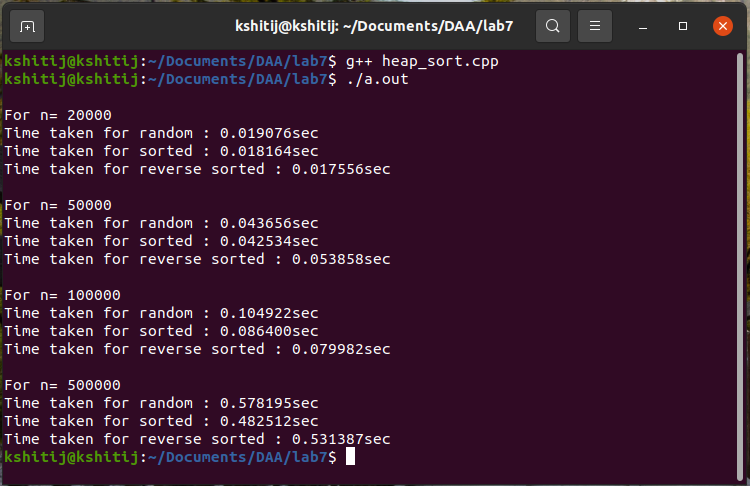 kshitij@kshitij: ~/Documents/DAA/lab7
kshitij@kshitij:~/Documents/DAA/lab7$ g++ heap_sort.cpp
kshitij@kshitij:~/Documents/DAA/lab7$ ./a.out
For n= 20000
Time taken for random : 0.019076sec
Time taken for sorted : 0.018164sec
Time taken for reverse sorted : 0.017556sec
For n= 50000
Time taken for random : 0.043656sec
Time taken for sorted : 0.042534sec
Time taken for reverse sorted : 0.053858sec
For n= 100000
Time taken for random : 0.104922sec
Time taken for sorted : 0.086400sec
Time taken for reverse sorted : 0.079982sec
For n= 500000
Time taken for random : 0.578195sec
Time taken for sorted : 0.482512sec
Time taken for reverse sorted : 0.531387sec
kshitij@kshitij:~/Documents/DAA/lab7$